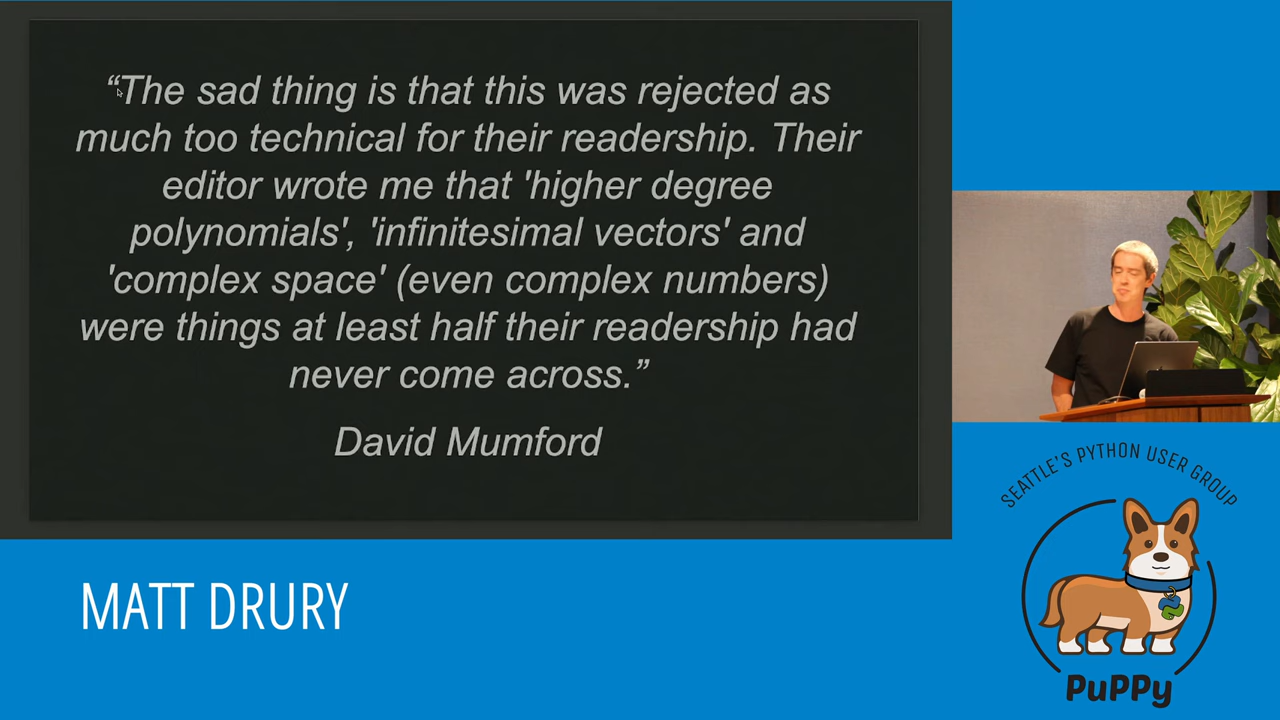 “The sad thing is that this was rejected as
much too technical for their readership. Their
editor wrote me that 'higher degree
polynomials', 'infinitesimal vectors' and
'complex space' (even complex numbers)
were things at least half their readership had
never come across.”
David Mumford
MATT DRURY
SEATTLE'S PYTHON USER GROUP
PuPPy